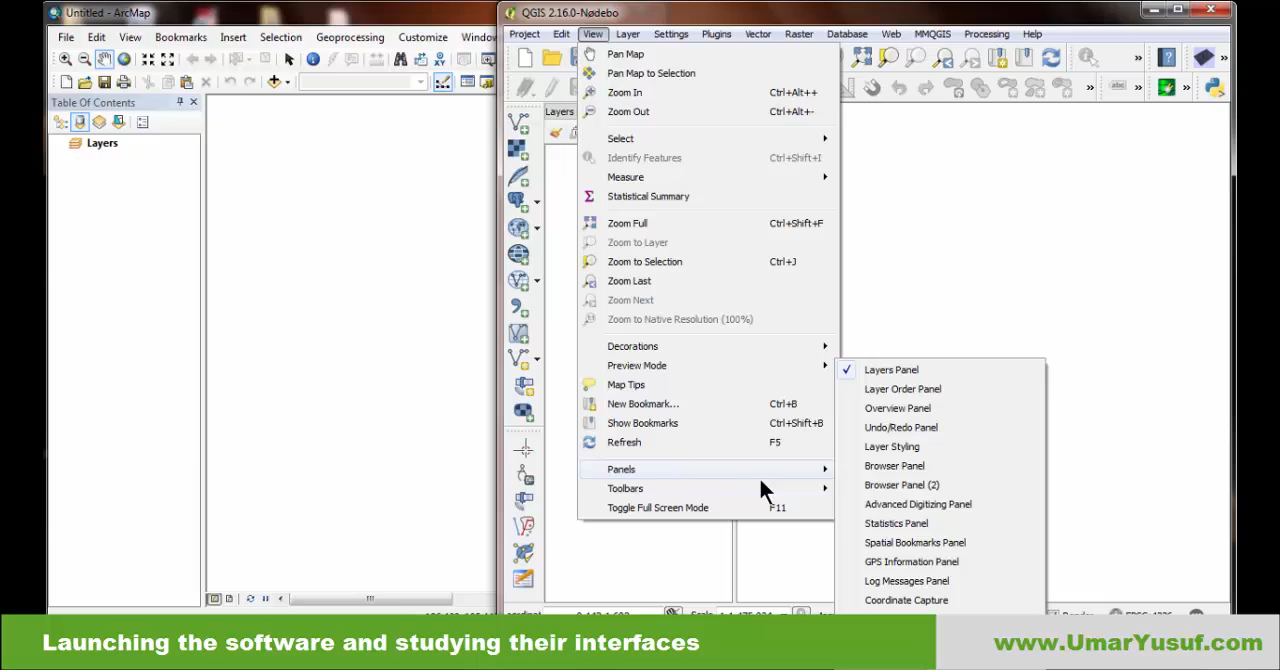 Untitled - ArcMap
File Edit View Bookmarks Insert Selection Geoprocessing Customize Window
Table Of Contents
Layers
QGIS 2.16.0-Nødebo
Project Edit View Layer Settings Plugins Vector Raster Database Web MMQGIS Processing Help
Layers
Pan Map
Pan Map to Selection
Zoom In Ctrl+Alt++
Zoom Out Ctrl+Alt+-
Select
Identify Features Ctrl+Shift+I
Measure
Statistical Summary
Zoom Full Ctrl+Shift+F
Zoom to Layer
Zoom to Selection Ctrl+J
Zoom Last
Zoom Next
Zoom to Native Resolution (100%)
Decorations
Preview Mode
Map Tips
New Bookmark... Ctrl+B
Show Bookmarks Ctrl+Shift+B
Refresh F5
Panels
Toolbars
Toggle Full Screen Mode F11
Layers Panel
Layer Order Panel
Overview Panel
Undo/Redo Panel
Layer Styling
Browser Panel
Browser Panel (2)
Advanced Digitizing Panel
Statistics Panel
Spatial Bookmarks Panel
GPS Information Panel
Log Messages Panel
Coordinate Capture
abc
Launching the software and studying their interfaces
www.UmarYusuf.com